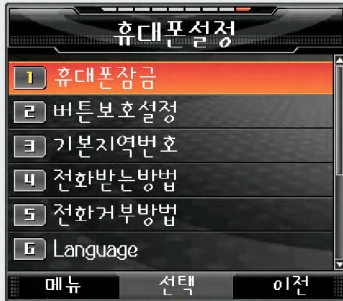 휴대폰설정
1 휴대폰잠금
2 버튼보호설정
3 기본지역번호
4 전화받는방법
5 전화거부방법
6 Language
메뉴 선택 이전